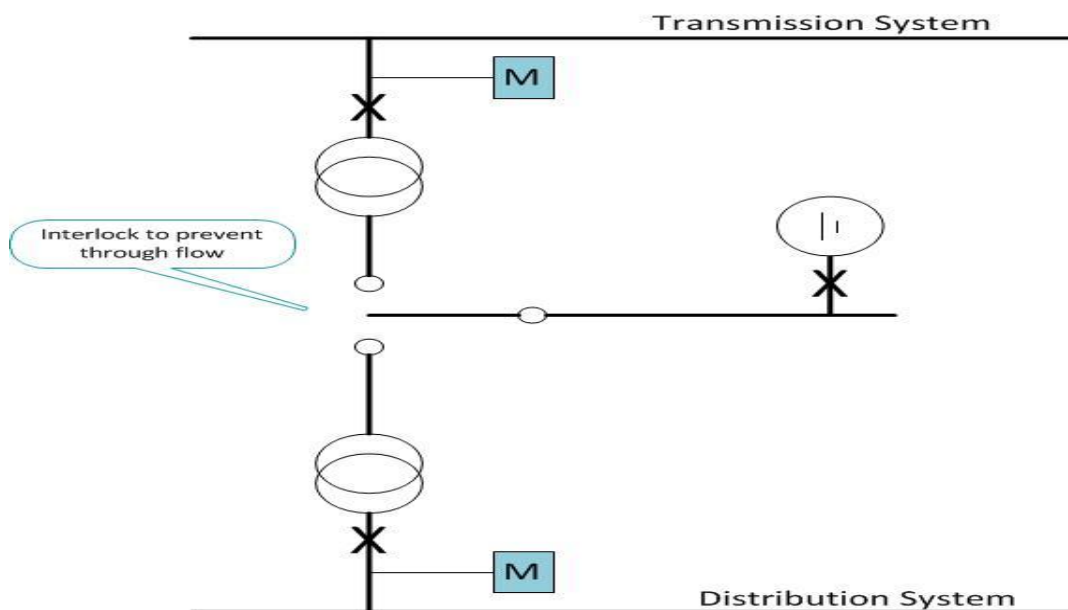 Transmission System
M
Interlock to prevent
through flow
M
Distribution System